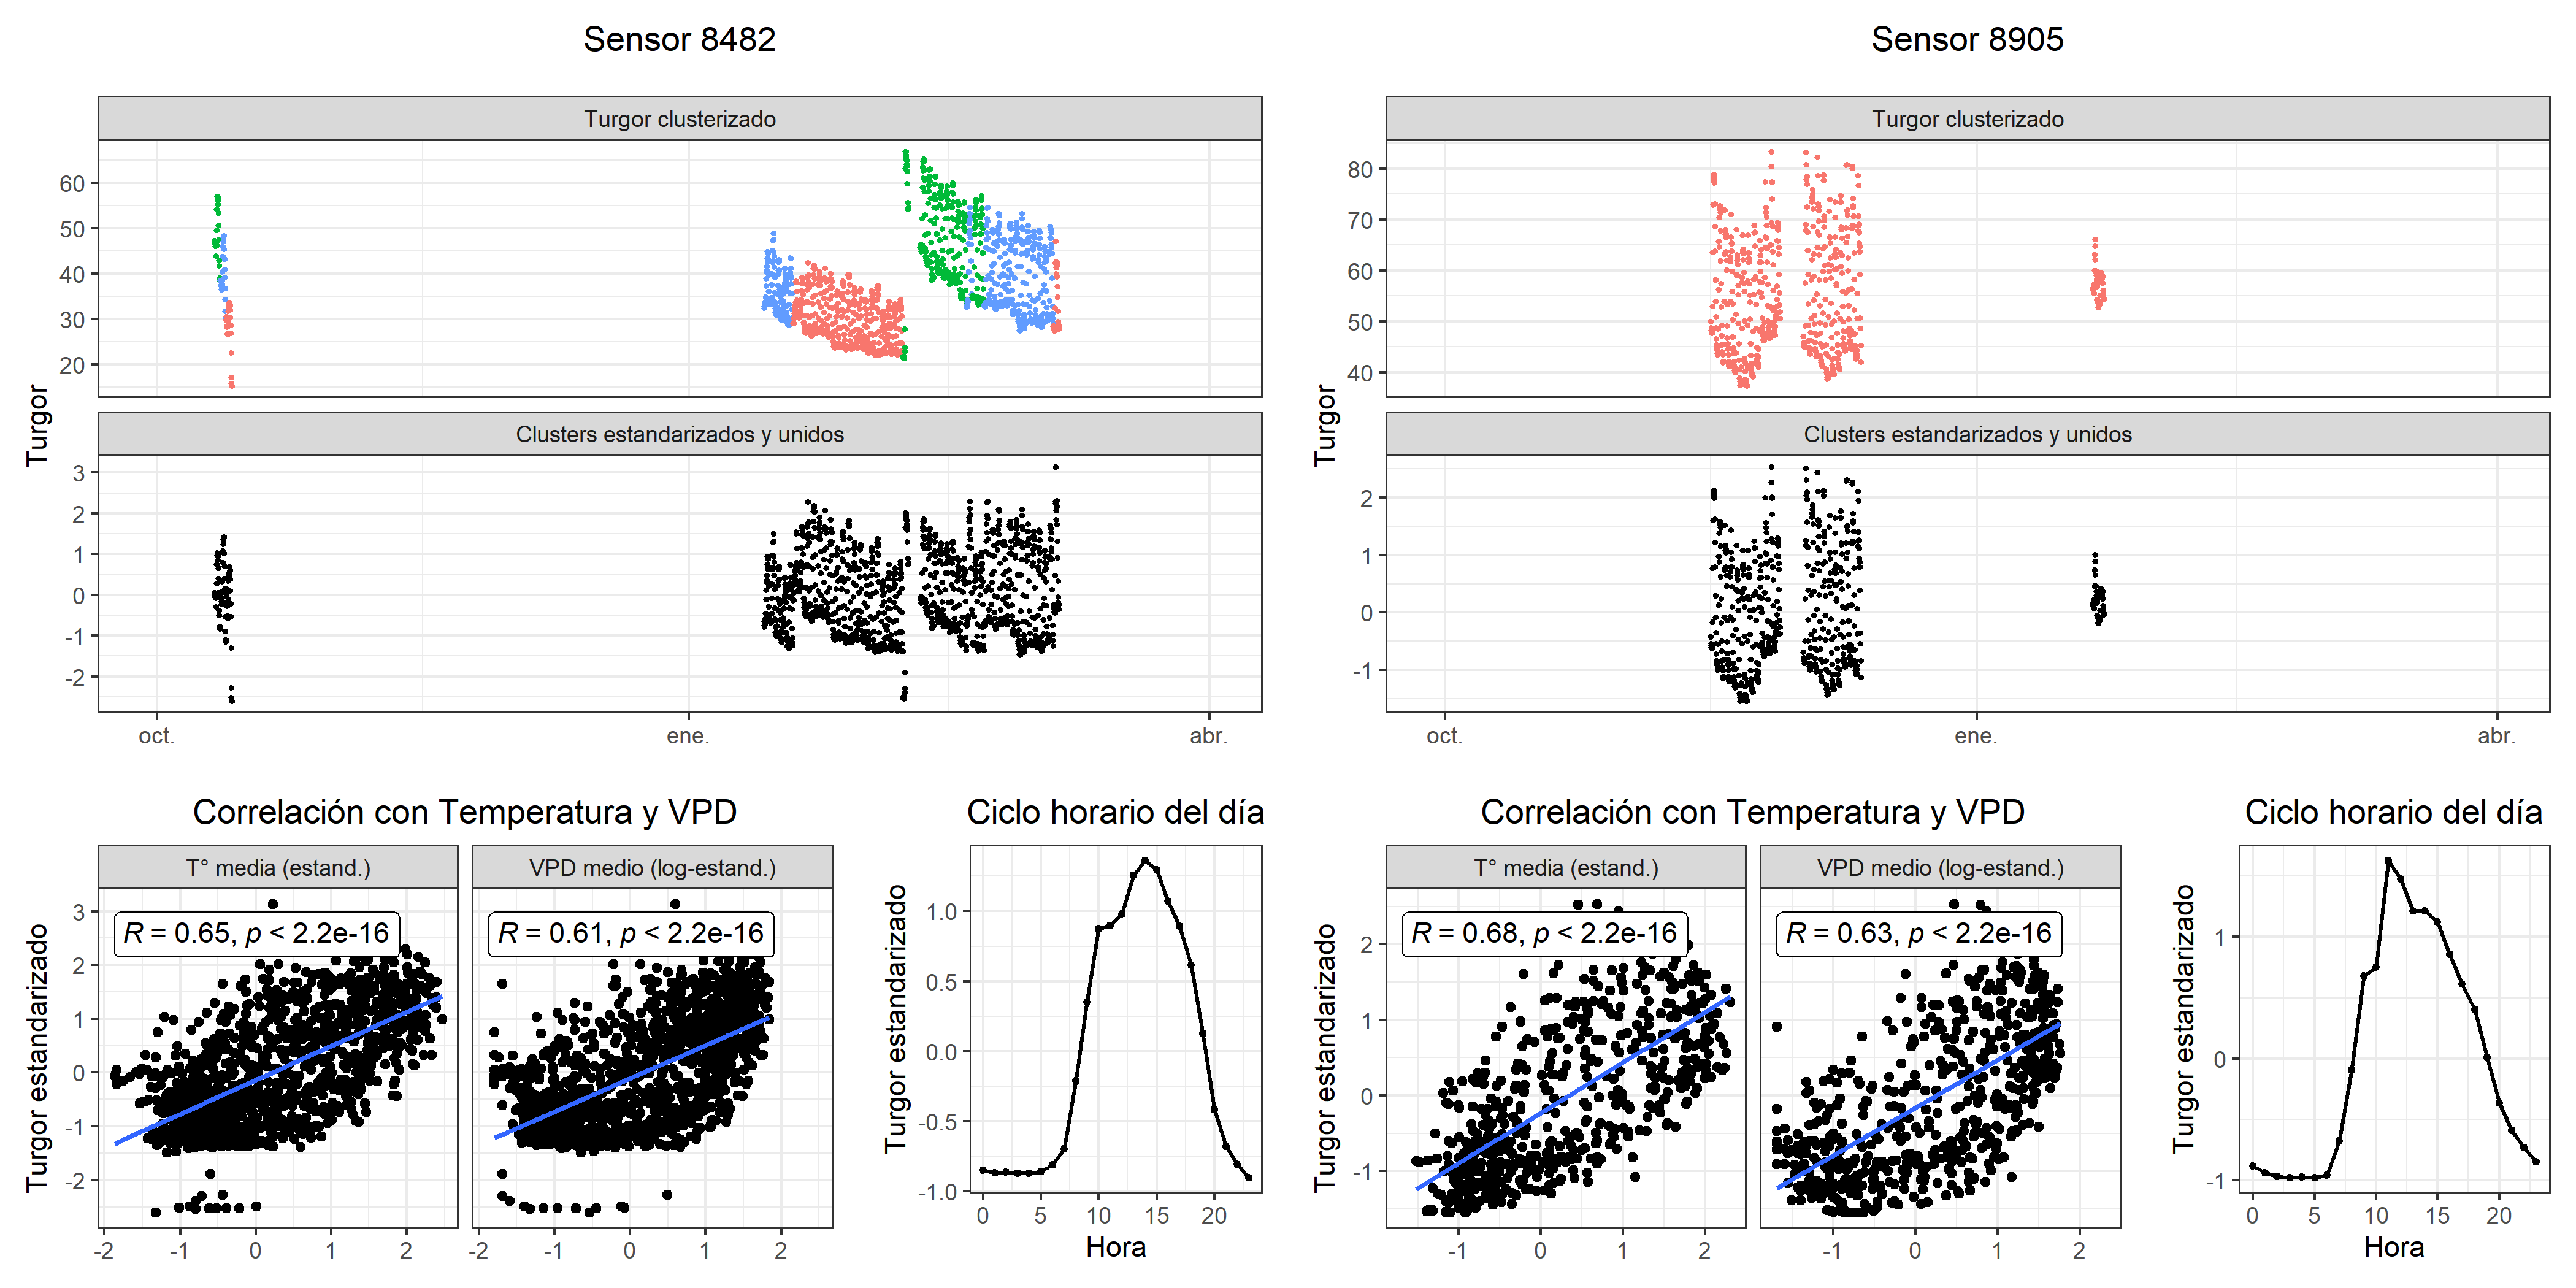 Sensor 8482
Turgor clusterizado
60
50
40
30
20
Turgor
Clusters estandarizados y unidos
3
2
1
0
-1
-2
oct.
ene.
abr.
Correlación con Temperatura y VPD
T° media (estand.)
VPD medio (log-estand.)
R = 0.65, p < 2.2e-16
R = 0.61, p < 2.2e-16
Turgor estandarizado
3
2
1
0
-1
-2
-2 -1 0 1 2
-2 -1 0 1 2
Ciclo horario del día
Turgor estandarizado
1.0
0.5
0.0
-0.5
-1.0
0 5 10 15 20
Hora
Sensor 8905
Turgor clusterizado
80
70
60
50
40
Turgor
Clusters estandarizados y unidos
2
1
0
-1
oct.
ene.
abr.
Correlación con Temperatura y VPD
T° media (estand.)
VPD medio (log-estand.)
R = 0.68, p < 2.2e-16
R = 0.63, p < 2.2e-16
Turgor estandarizado
2
1
0
-1
-1 0 1 2
-1 0 1 2
Ciclo horario del día
Turgor estandarizado
1
0
-1
0 5 10 15 20
Hora